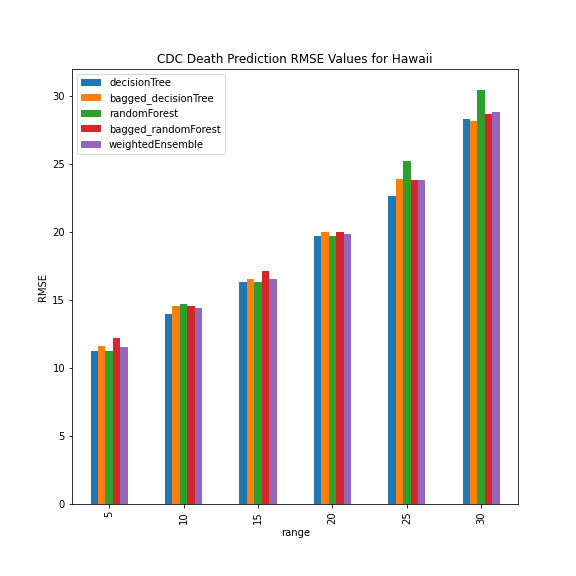 CDC Death Prediction RMSE Values for Hawaii
decisionTree
bagged_decisionTree
randomForest
bagged_randomForest
weightedEnsemble
30
25
20
15
10
5
0
RMSE
5 10 15 20 25 30
range